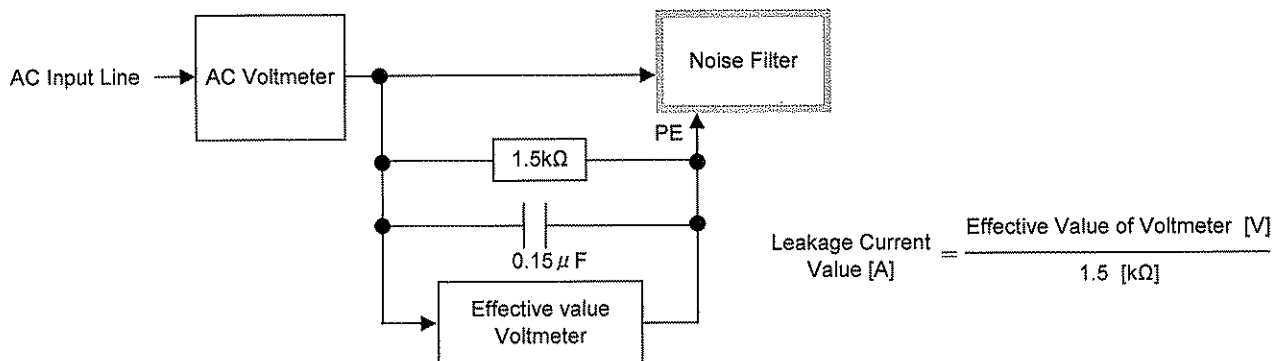 AC Input Line
AC Voltmeter
Noise Filter
PE
1.5kΩ
0.15 μ F
Effective value
Voltmeter
Leakage Current
Value [A]
=
Effective Value of Voltmeter [V]
1.5 [kΩ]